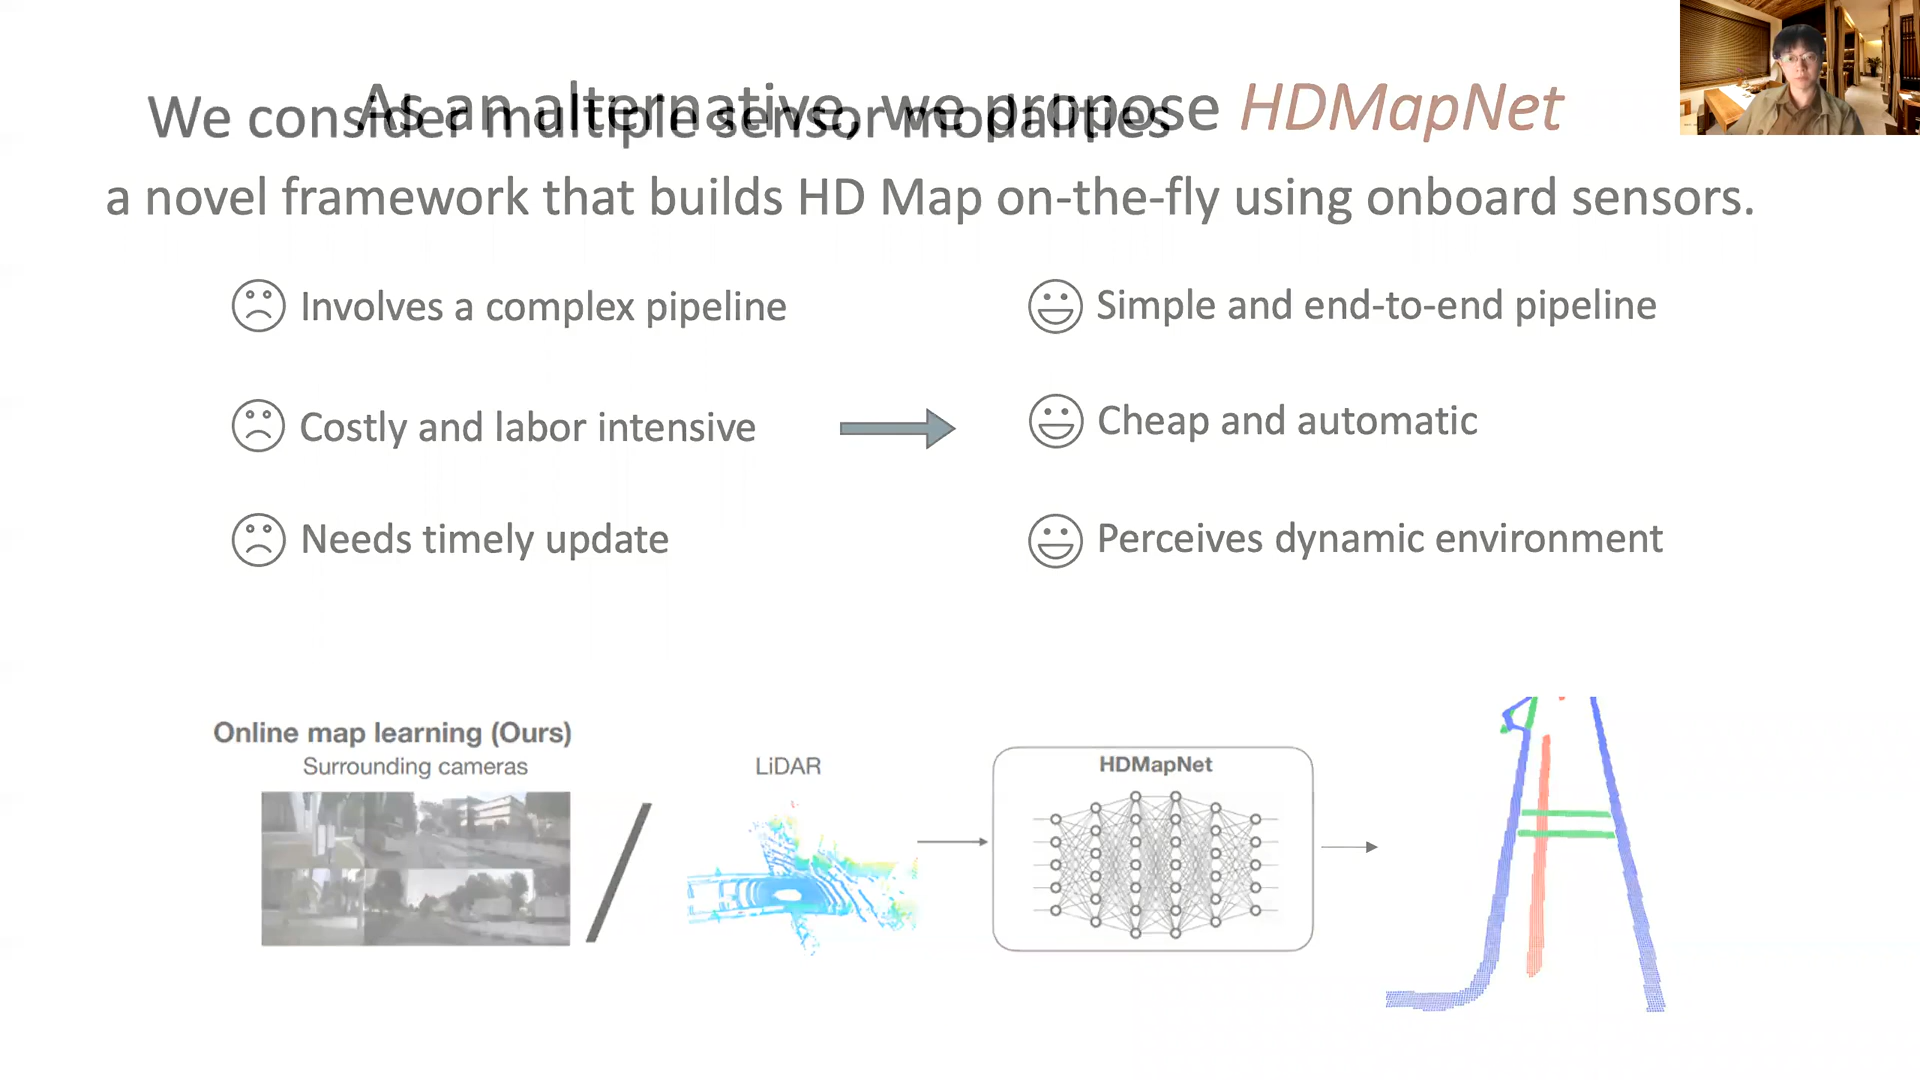 We consider multiple sensor modalities
As an alternative, we propose HDMapNet
a novel framework that builds HD Map on-the-fly using onboard sensors.
Involves a complex pipeline
Simple and end-to-end pipeline
Costly and labor intensive
Cheap and automatic
Needs timely update
Perceives dynamic environment
Online map learning (Ours)
Surrounding cameras
LiDAR
HDMapNet